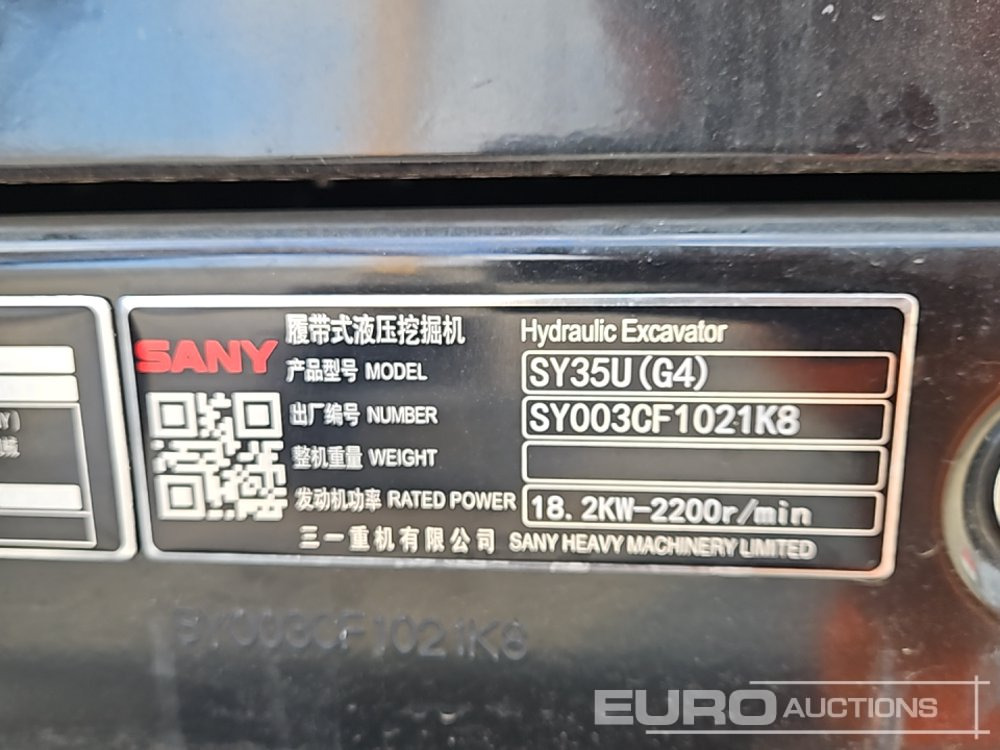 SANY
履带式液压挖掘机 Hydraulic Excavator
产品型号 MODEL SY35U(G4)
出厂编号 NUMBER SY003CF1021K8
整机重量 WEIGHT
发动机功率 RATED POWER 18.2KW-2200r/min
三一重机有限公司 SANY HEAVY MACHINERY LIMITED
SY003CF1021K8
EURO AUCTIONS